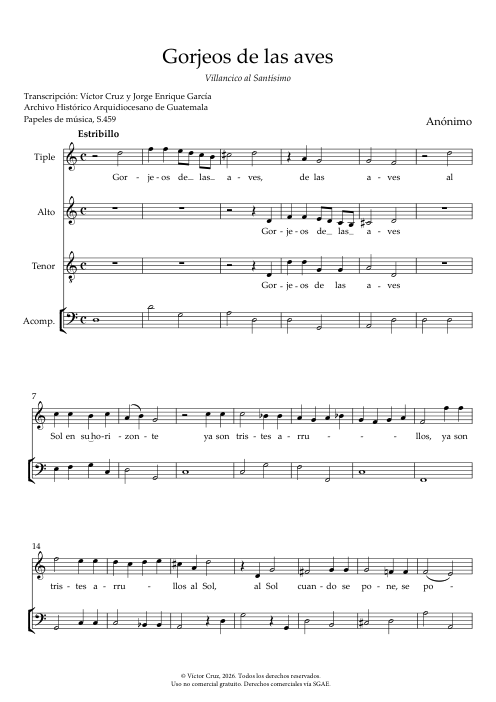 Gorjeos de las aves
Villancico al Santísimo
Transcripción: Víctor Cruz y Jorge Enrique García
Archivo Histórico Arquidiocesano de Guatemala
Papeles de música, S.459
Anónimo
Estribillo
Tiple
Gor - je - os de_ las_ a - ves, de las a - ves al
Alto
Gor - je - os de_ las_ a - ves
Tenor
Gor - je - os de las a - ves
Acomp.
7
Sol en su ho - ri - zon - te ya son tris - tes a - rru - - - llos, ya son
14
tris - tes a - rru - llos al Sol, al Sol cuan - do se po - ne, se po -
© Víctor Cruz, 2026. Todos los derechos reservados.
Uso no comercial gratuito. Derechos comerciales vía SGAE.